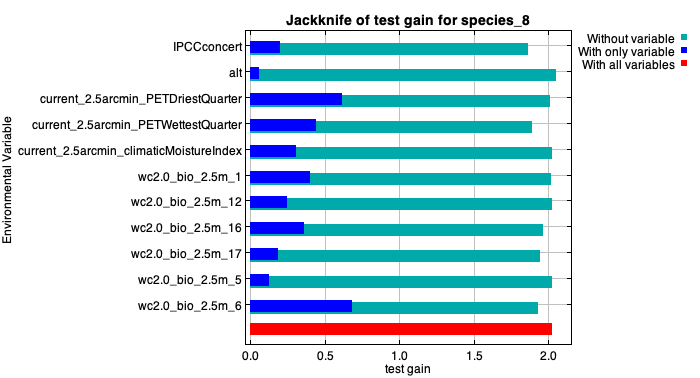 Jackknife of test gain for species_8
Without variable
With only variable
With all variables
Environmental Variable
IPCCconcert
alt
current_2.5arcmin_PETDriestQuarter
current_2.5arcmin_PETWettestQuarter
current_2.5arcmin_climaticMoistureIndex
wc2.0_bio_2.5m_1
wc2.0_bio_2.5m_12
wc2.0_bio_2.5m_16
wc2.0_bio_2.5m_17
wc2.0_bio_2.5m_5
wc2.0_bio_2.5m_6
0.0 0.5 1.0 1.5 2.0
test gain